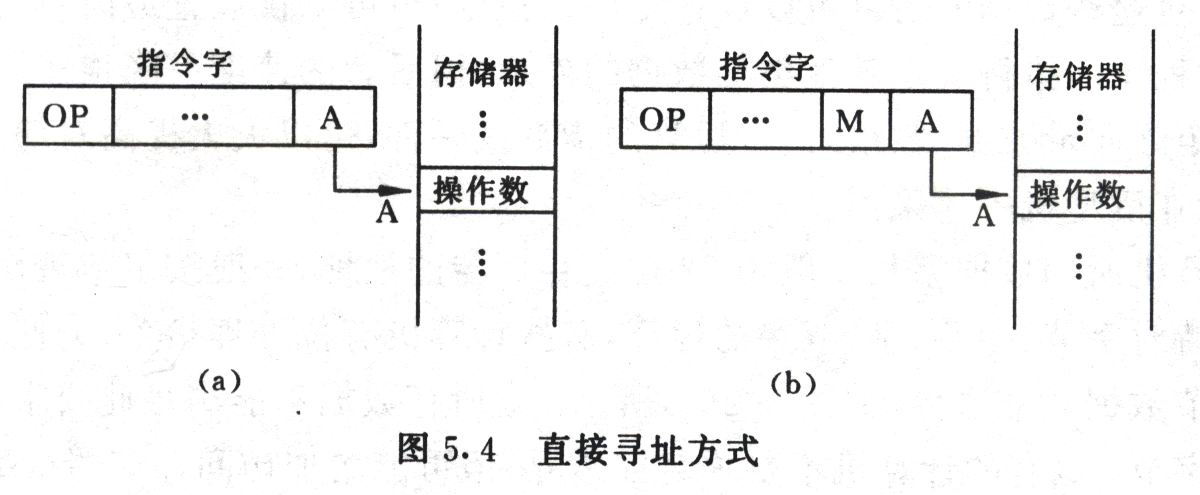 指令字
OP ··· A
存储器
⋮
操作数
A
⋮
(a)
指令字
OP ··· M A
存储器
⋮
操作数
A
⋮
(b)
图 5.4 直接寻址方式